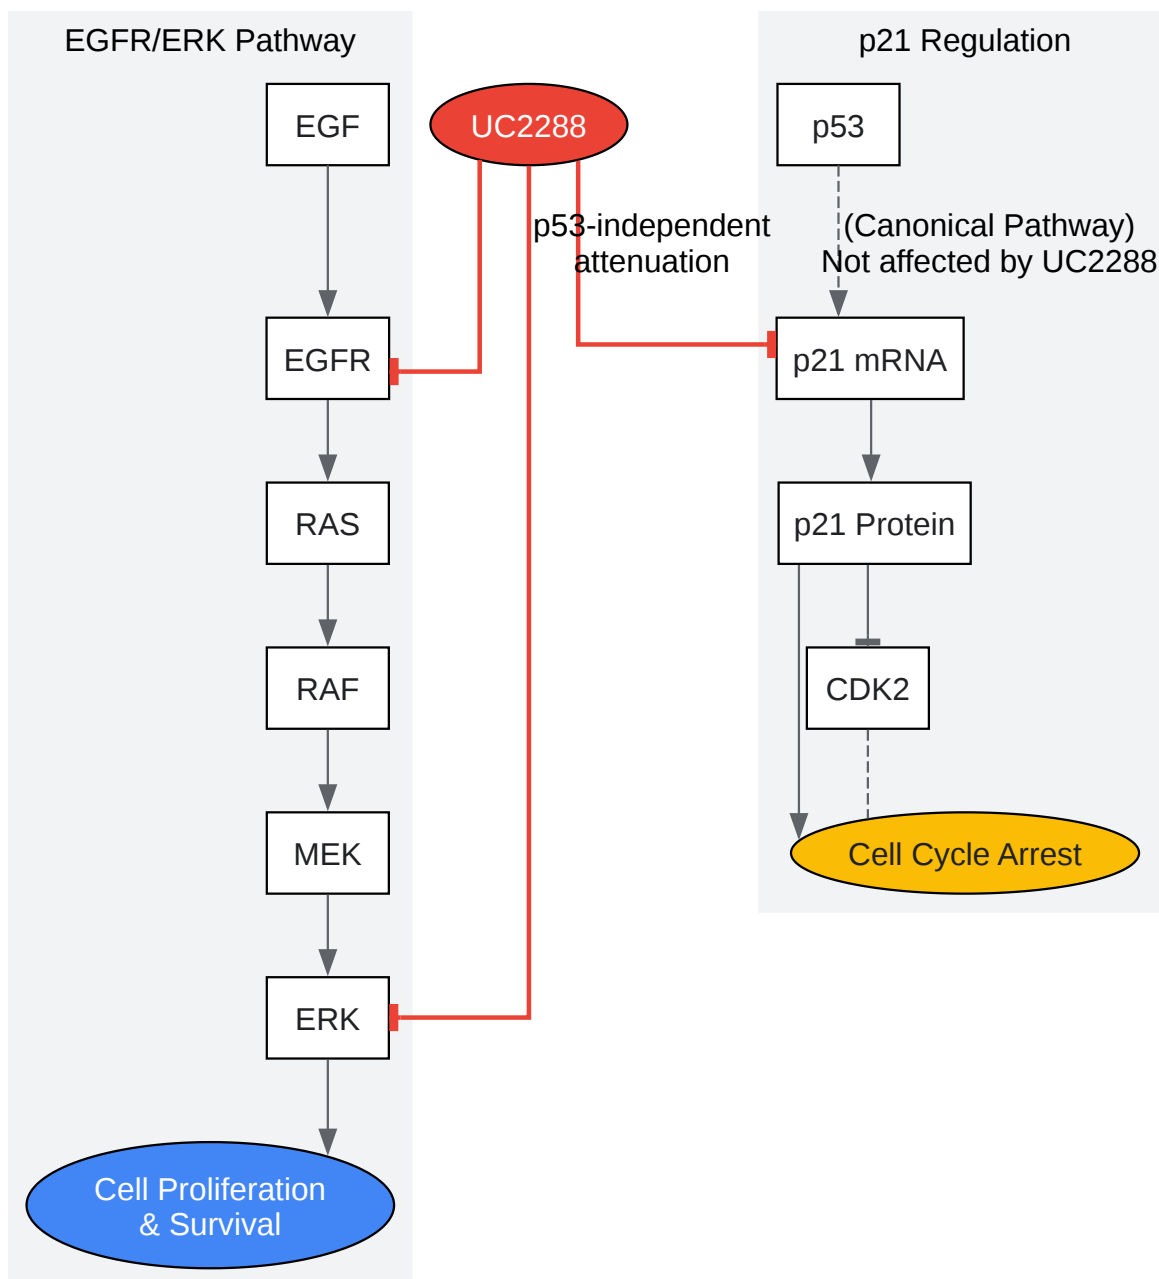 EGFR/ERK Pathway
p21 Regulation
EGF
UC2288
p53
p53-independent
attenuation
(Canonical Pathway)
Not affected by UC2288
EGFR
p21 mRNA
RAS
p21 Protein
RAF
CDK2
MEK
Cell Cycle Arrest
ERK
Cell Proliferation
& Survival